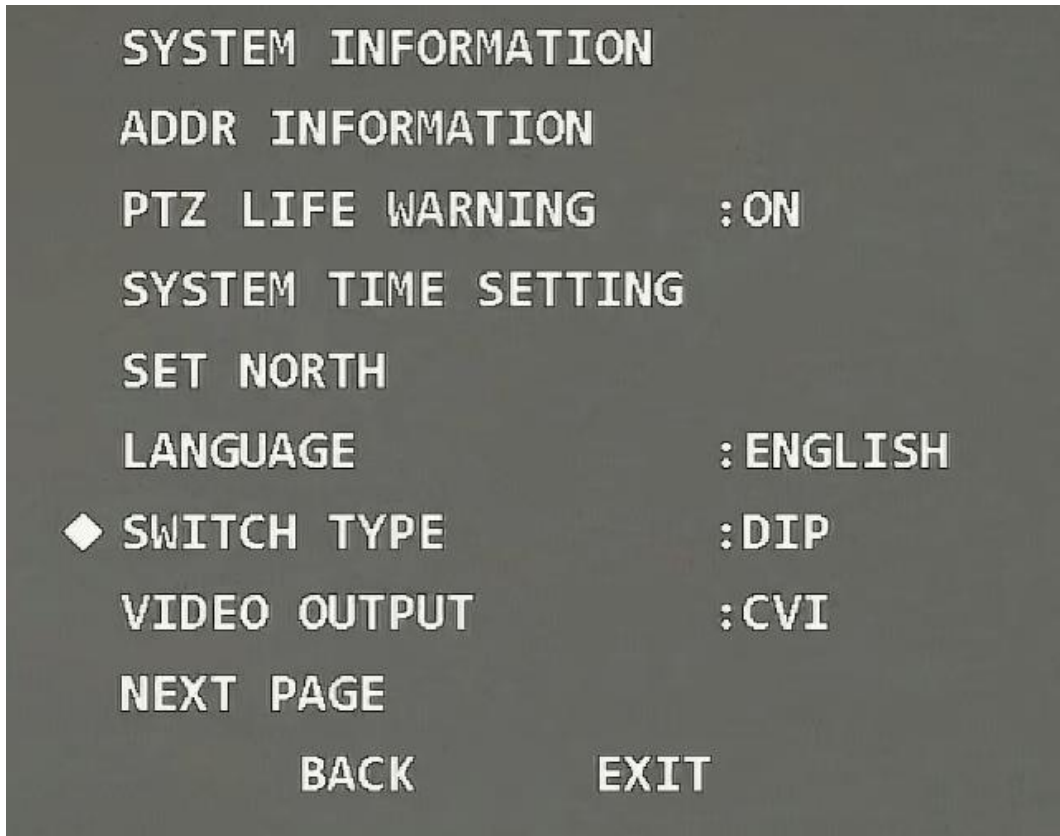 SYSTEM INFORMATION
ADDR INFORMATION
PTZ LIFE WARNING :ON
SYSTEM TIME SETTING
SET NORTH
LANGUAGE :ENGLISH
SWITCH TYPE :DIP
VIDEO OUTPUT :CVI
NEXT PAGE
BACK EXIT